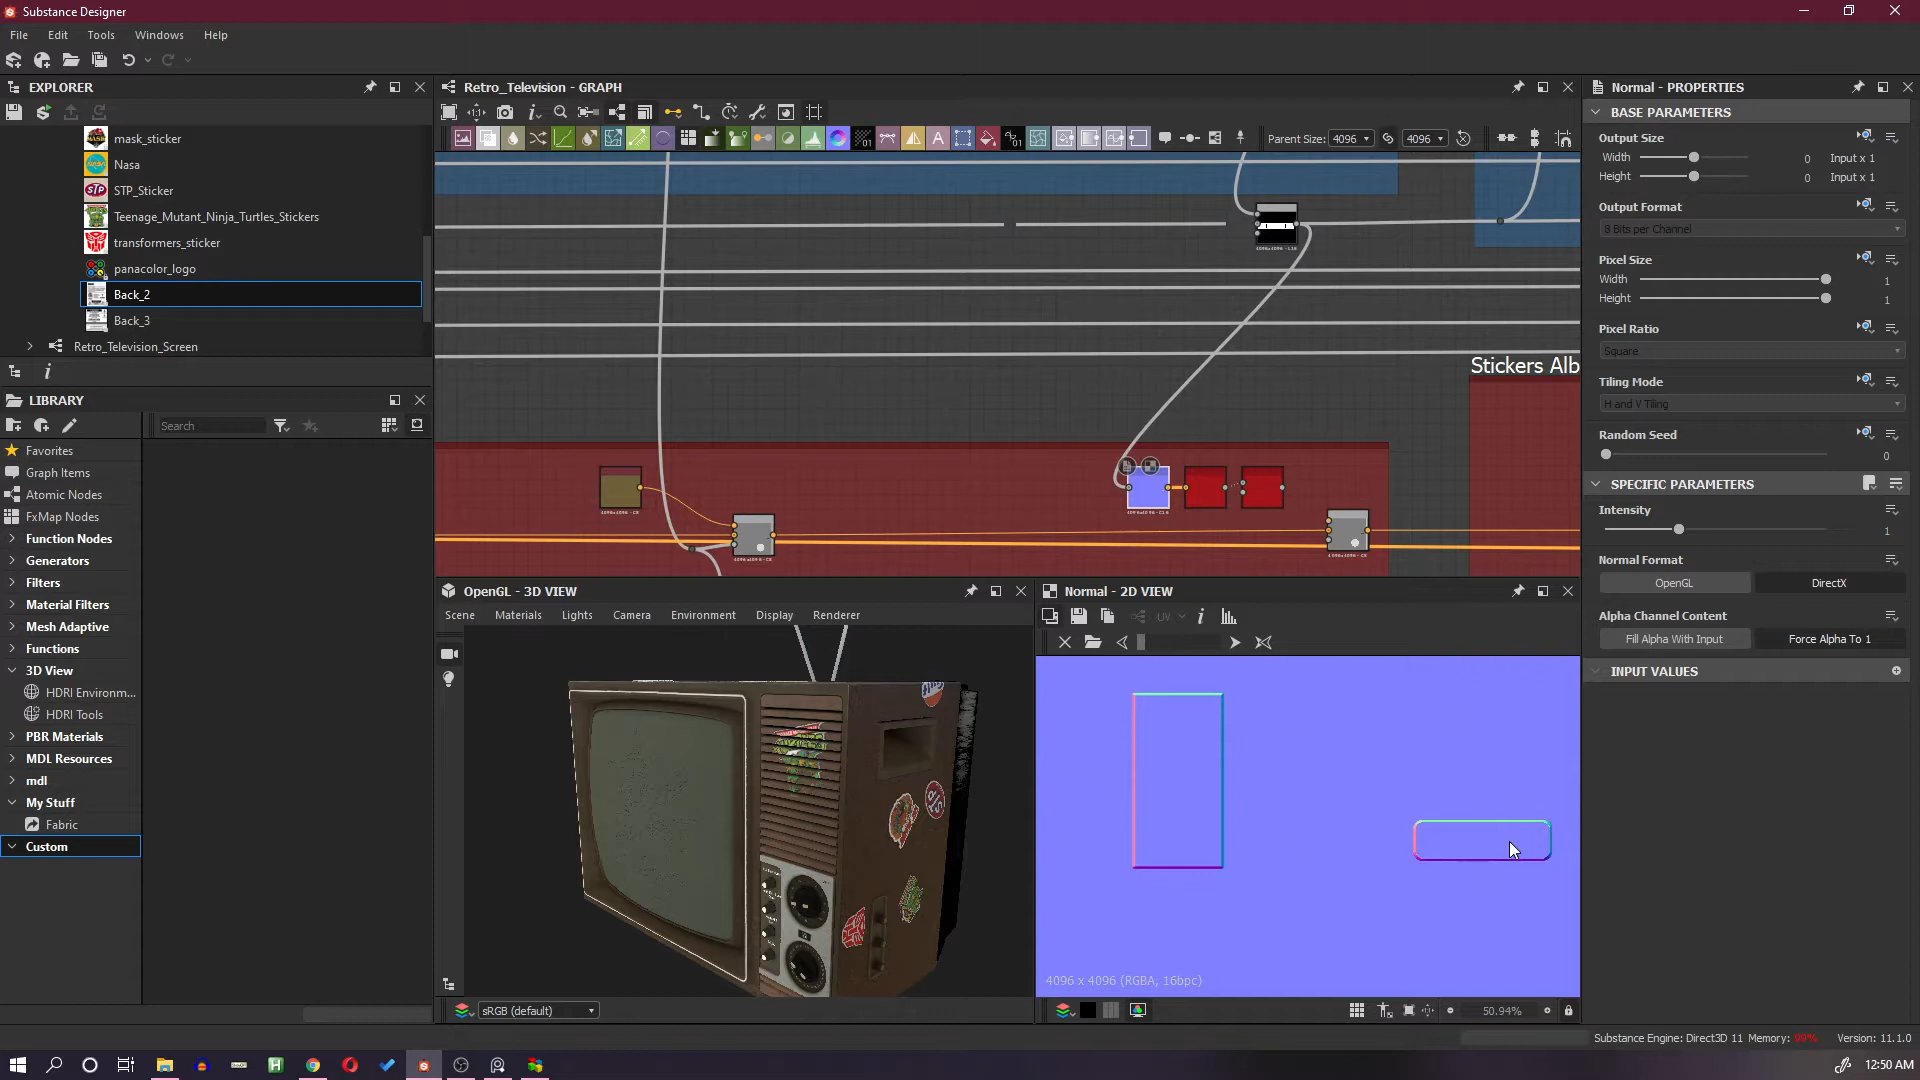 Substance Designer
File Edit Tools Windows Help
EXPLORER
mask_sticker
Nasa
STP_Sticker
Teenage_Mutant_Ninja_Turtles_Stickers
transformers_sticker
panacolor_logo
Back_2
Back_3
Retro_Television_Screen
LIBRARY
Search
Favorites
Graph Items
Atomic Nodes
FxMap Nodes
Function Nodes
Generators
Filters
Material Filters
Mesh Adaptive
Functions
3D View
HDRI Environm...
HDRI Tools
PBR Materials
MDL Resources
mdl
My Stuff
Fabric
Custom
Retro_Television - GRAPH
Parent Size: 4096 4096
Stickers Alb
OpenGL - 3D VIEW
Scene Materials Lights Camera Environment Display Renderer
sRGB (default)
Normal - 2D VIEW
UV
4096 x 4096 (RGBA, 16bpc)
50.94%
Normal - PROPERTIES
BASE PARAMETERS
Output Size
Width 0 Input x 1
Height 0 Input x 1
Output Format
8 Bits per Channel
Pixel Size
Width 1
Height 1
Pixel Ratio
Square
Tiling Mode
H and V Tiling
Random Seed
0
SPECIFIC PARAMETERS
Intensity
1
Normal Format
OpenGL DirectX
Alpha Channel Content
Fill Alpha With Input Force Alpha To 1
INPUT VALUES
Substance Engine: Direct3D 11 Memory: 99% Version: 11.1.0
12:50 AM